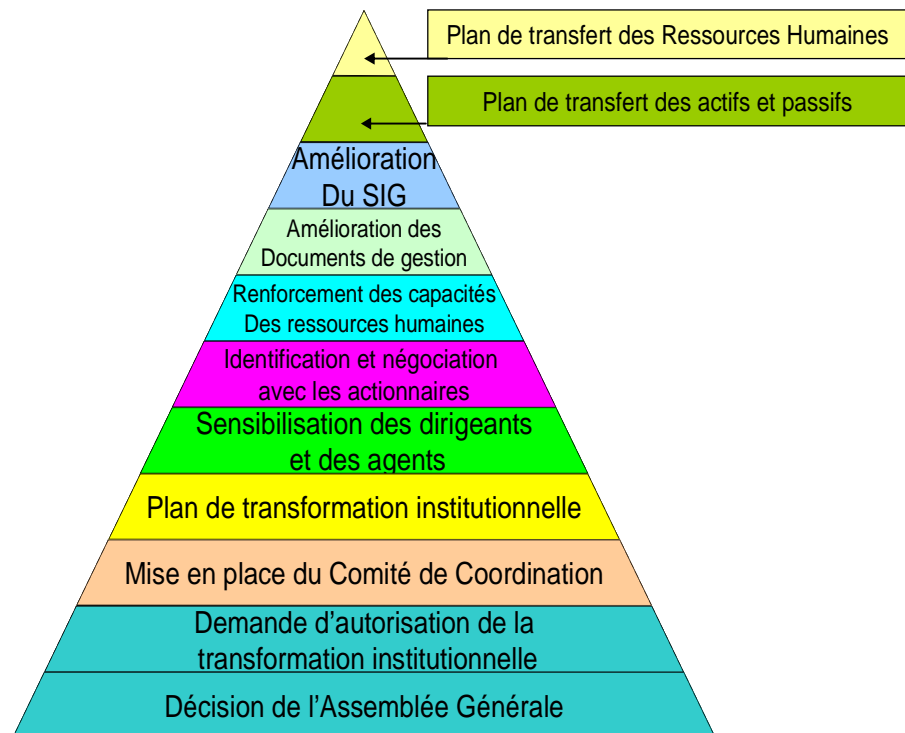 Plan de transfert des Ressources Humaines
Plan de transfert des actifs et passifs
Amélioration
Du SIG
Amélioration des
Documents de gestion
Renforcement des capacités
Des ressources humaines
Identification et négociation
avec les actionnaires
Sensibilisation des dirigeants
et des agents
Plan de transformation institutionnelle
Mise en place du Comité de Coordination
Demande d’autorisation de la
transformation institutionnelle
Décision de l’Assemblée Générale